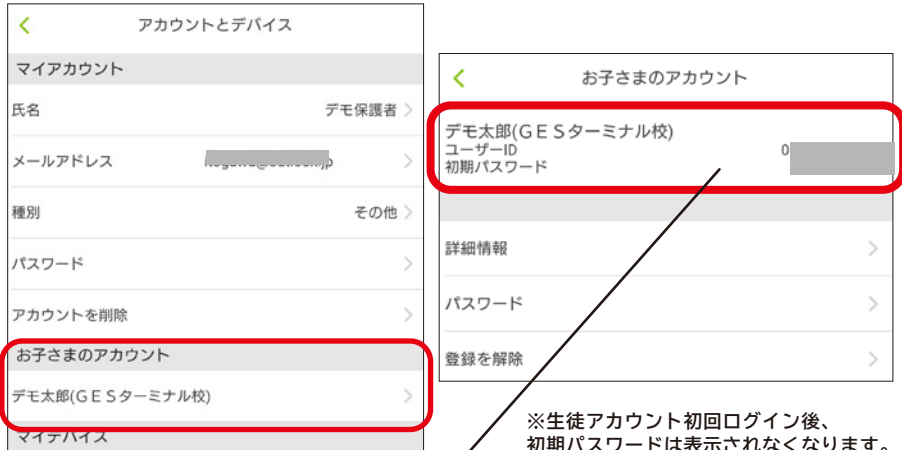 アカウントとデバイス
マイアカウント
氏名 デモ保護者
メールアドレス
種別 その他
パスワード
アカウントを削除
お子さまのアカウント
デモ太郎(GESターミナル校)
マイデバイス
お子さまのアカウント
デモ太郎(GESターミナル校)
ユーザーID 0
初期パスワード
詳細情報
パスワード
登録を解除
※生徒アカウント初回ログイン後、
初期パスワードは表示されなくなります。